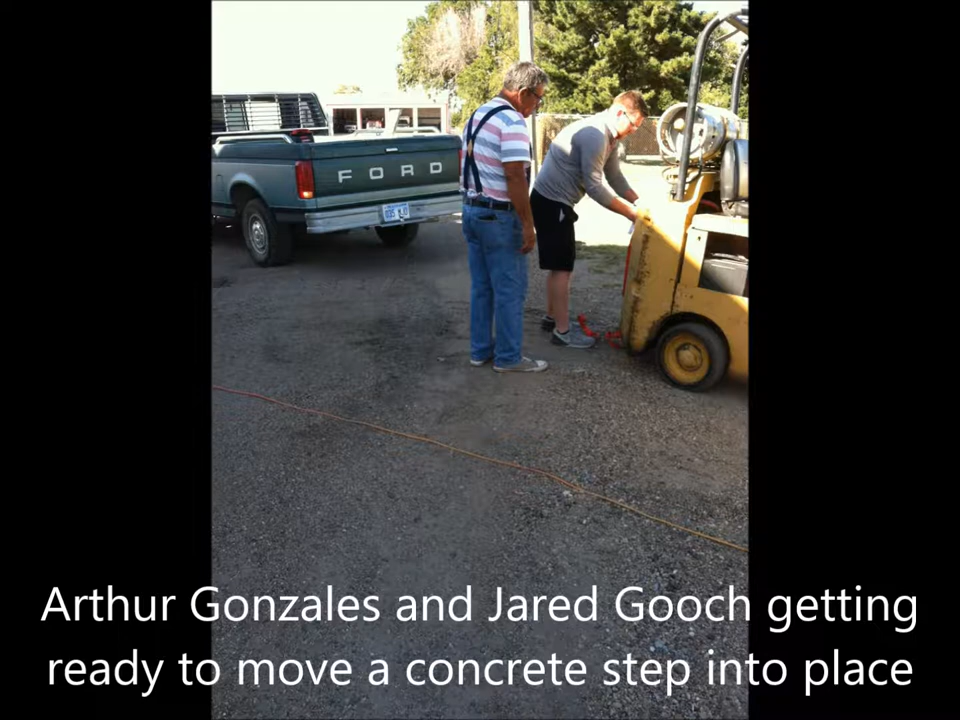 FORD
Arthur Gonzales and Jared Gooch getting
ready to move a concrete step into place